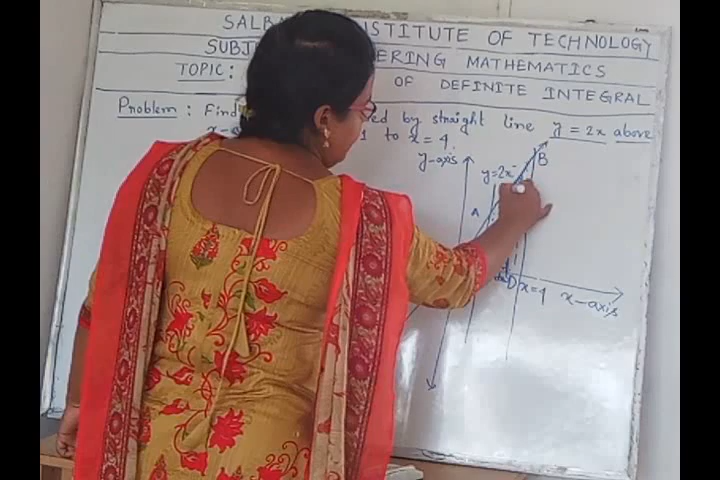 SALB INSTITUTE OF TECHNOLOGY
SUBJ ERING MATHEMATICS
TOPIC: OF DEFINITE INTEGRAL
Problem : Find ed by straight line y = 2x above
x-a 1 to x = 4.
y-axis
B
y=2x
A
D x=4 x-axis